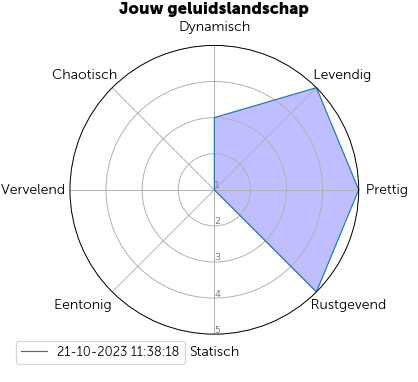 Jouw geluidslandschap
Dynamisch
Chaotisch
Levendig
Vervelend
1
Prettig
2
3
4
Eentonig
Rustgevend
5
21-10-2023 11:38:18
Statisch